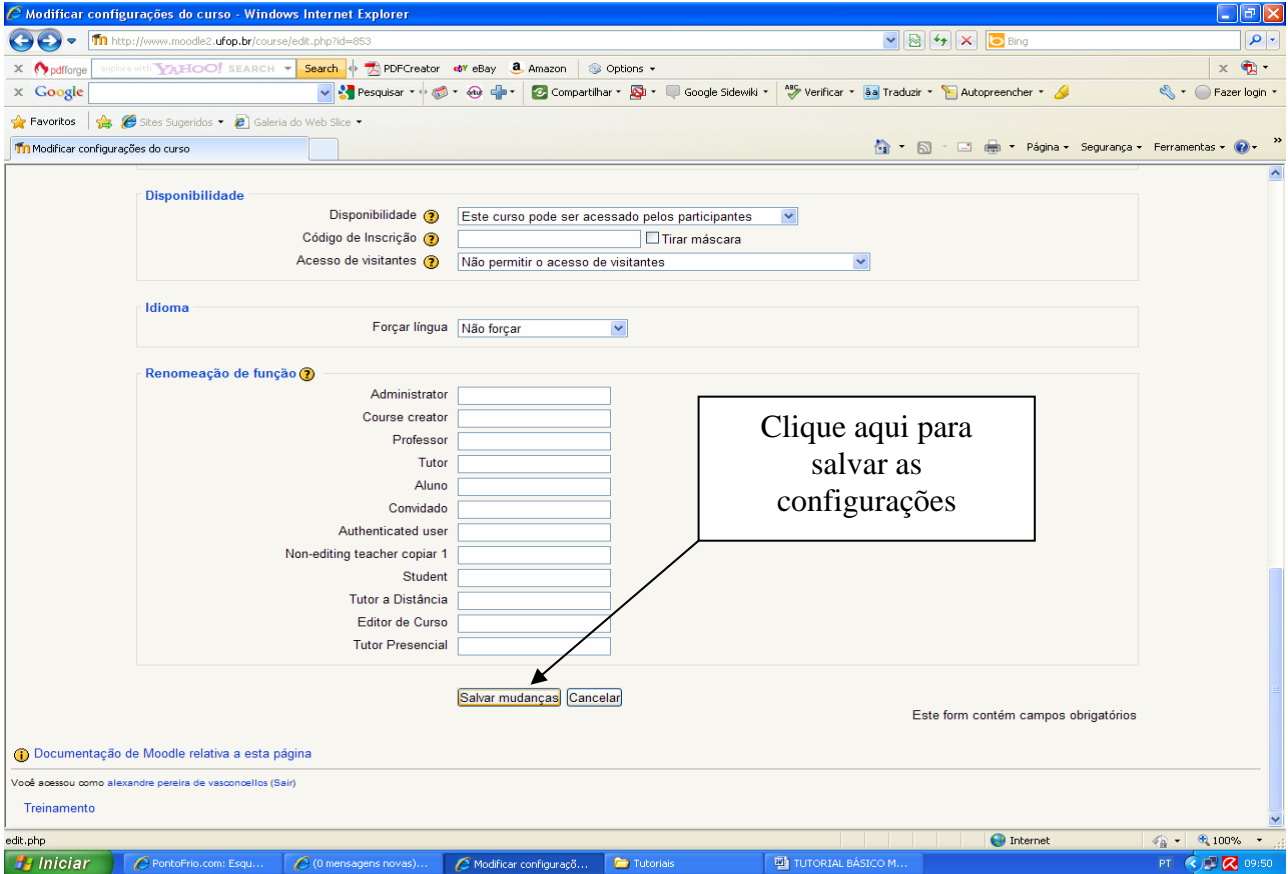 Modificar configurações do curso - Windows Internet Explorer
http://www.moodle2.ufop.br/course/edit.php?id=853
Bing
X pdfforge explore with YAHOO! SEARCH Search PDFCreator eBay Amazon Options
X Google Pesquisar Compartilhar Google Sidewiki Verificar Traduzir Autopreencher Fazer login
Favoritos Sites Sugeridos Galeria do Web Slice
Modificar configurações do curso Página Segurança Ferramentas »
Disponibilidade
Disponibilidade ? Este curso pode ser acessado pelos participantes
Código de Inscrição ? Tirar máscara
Acesso de visitantes ? Não permitir o acesso de visitantes
Idioma
Forçar língua Não forçar
Renomeação de função ?
Administrator
Course creator
Professor
Tutor
Aluno
Convidado
Authenticated user
Non-editing teacher copiar 1
Student
Tutor a Distância
Editor de Curso
Tutor Presencial
Clique aqui para
salvar as
configurações
Salvar mudanças Cancelar
Este form contém campos obrigatórios
Documentação de Moodle relativa a esta página
Você acessou como alexandre pereira de vasconcellos (Sair)
Treinamento
edit.php Internet 100%
Iniciar PontoFrio.com: Esqu... (0 mensagens novas)... Modificar configuraçõ... Tutoriais TUTORIAL BÁSICO M... PT 09:50